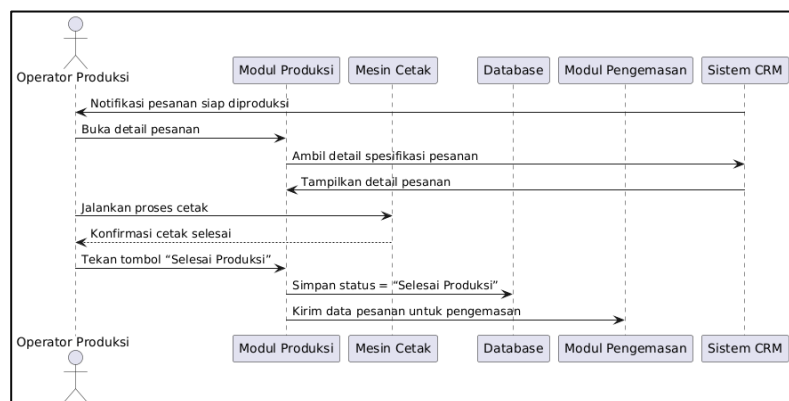 Operator Produksi
Modul Produksi
Mesin Cetak
Database
Modul Pengemasan
Sistem CRM
Notifikasi pesanan siap diproduksi
Buka detail pesanan
Ambil detail spesifikasi pesanan
Tampilkan detail pesanan
Jalankan proses cetak
Konfirmasi cetak selesai
Tekan tombol “Selesai Produksi”
Simpan status = “Selesai Produksi”
Kirim data pesanan untuk pengemasan
Operator Produksi
Modul Produksi
Mesin Cetak
Database
Modul Pengemasan
Sistem CRM